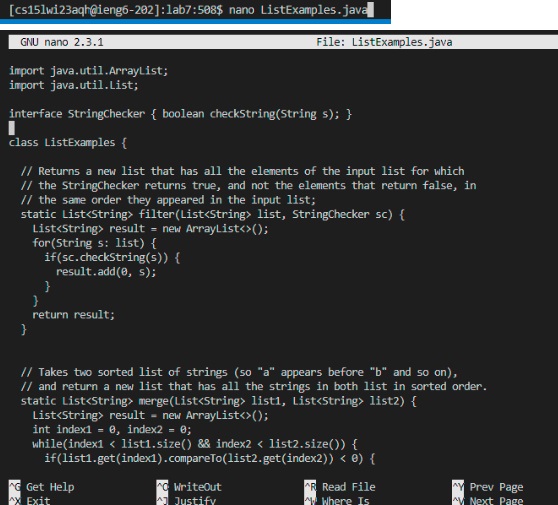 [cs15lwi23aqh@ieng6-202]:lab7:508$ nano ListExamples.java
GNU nano 2.3.1 File: ListExamples.java
import java.util.ArrayList;
import java.util.List;
interface StringChecker { boolean checkString(String s); }
class ListExamples {
// Returns a new list that has all the elements of the input list for which
// the StringChecker returns true, and not the elements that return false, in
// the same order they appeared in the input list;
static List<String> filter(List<String> list, StringChecker sc) {
List<String> result = new ArrayList<>();
for(String s: list) {
if(sc.checkString(s)) {
result.add(0, s);
}
}
return result;
}
// Takes two sorted list of strings (so "a" appears before "b" and so on),
// and return a new list that has all the strings in both list in sorted order.
static List<String> merge(List<String> list1, List<String> list2) {
List<String> result = new ArrayList<>();
int index1 = 0, index2 = 0;
while(index1 < list1.size() && index2 < list2.size()) {
if(list1.get(index1).compareTo(list2.get(index2)) < 0) {
^G Get Help ^O WriteOut ^R Read File ^Y Prev Page
^X Exit ^J Justify ^W Where Is ^V Next Page